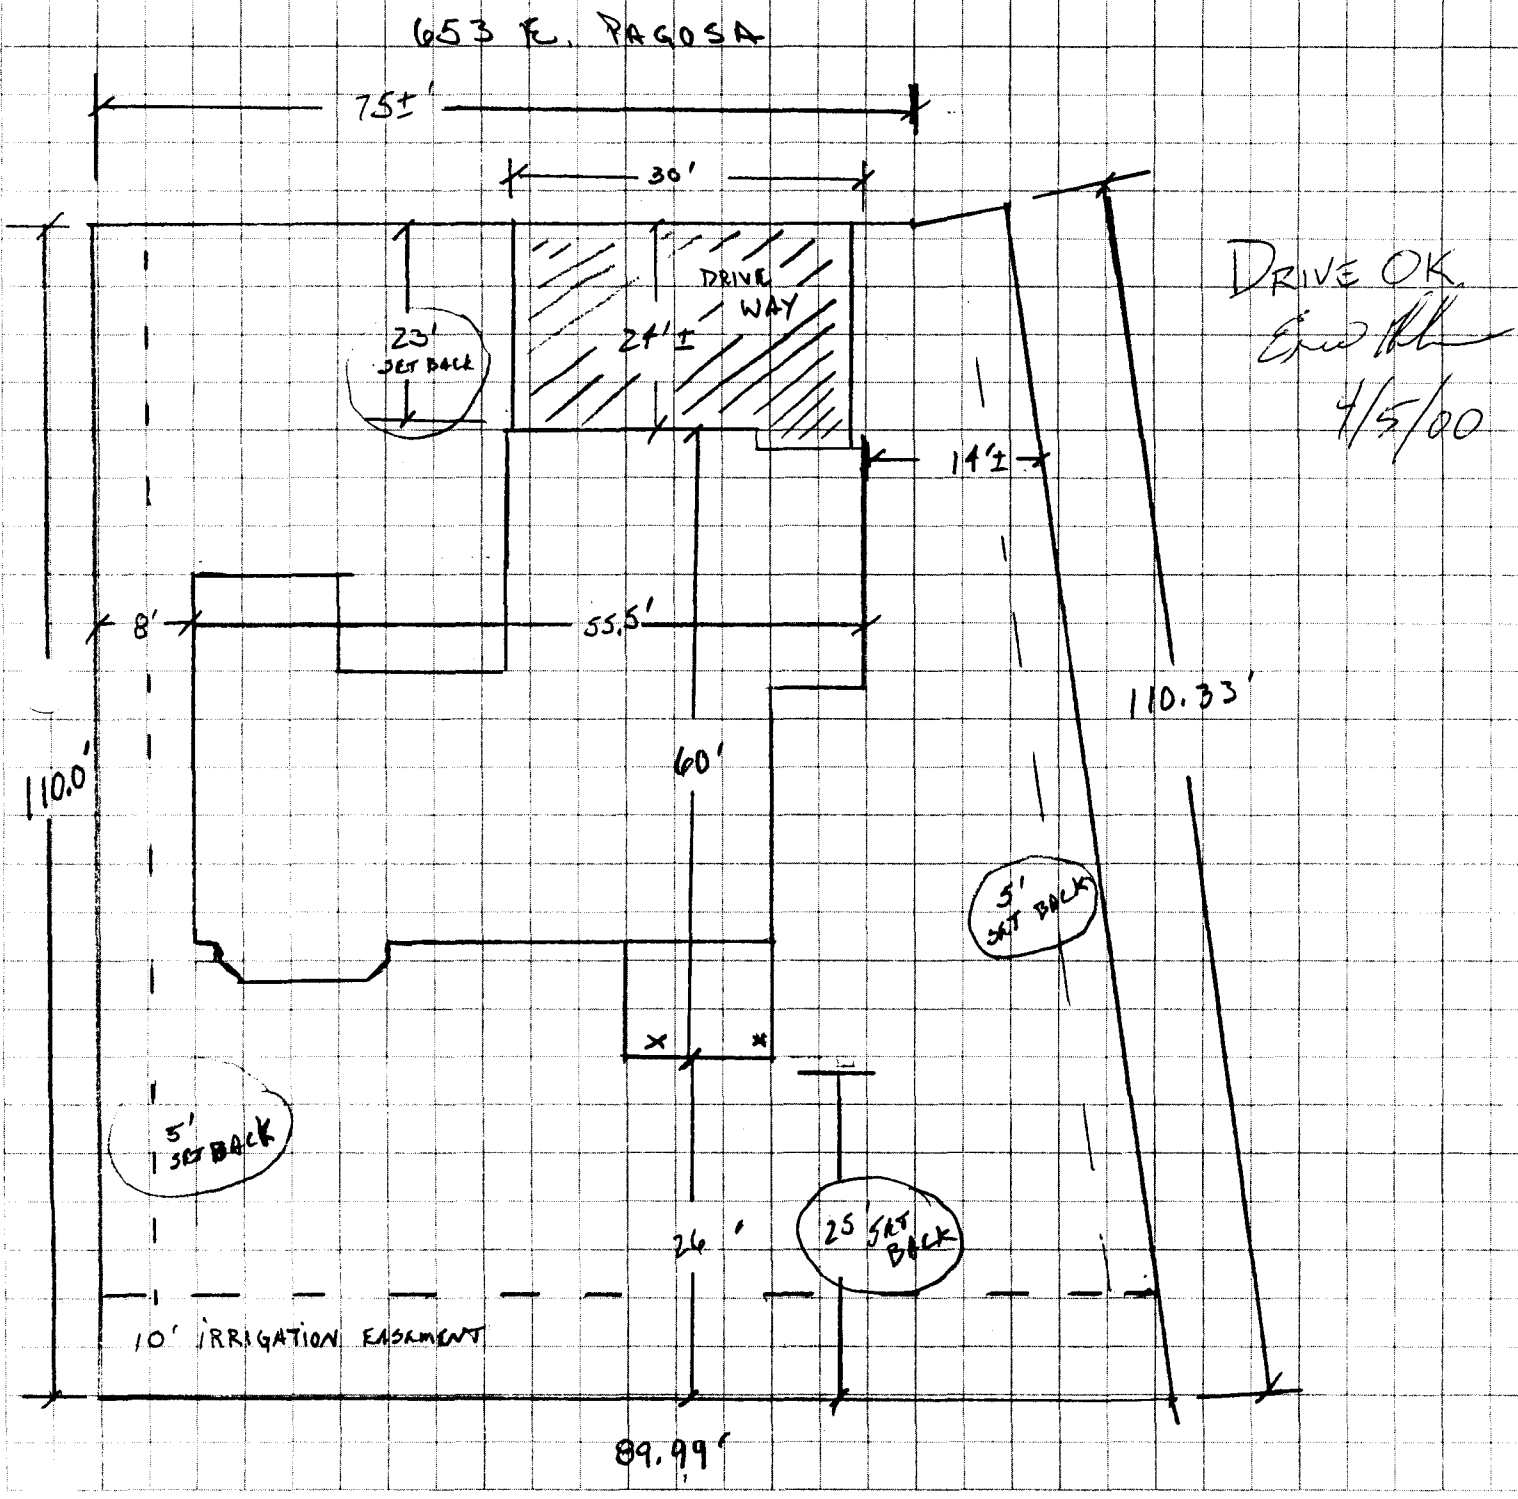 653 E. PAGOSA
75±'
30'
DRIVE
WAY
24'±
23'
SET BACK
DRIVE OK
4/5/00
14'±
8'
55.5'
110.33'
60'
110.0'
5'
SET BACK
5'
SET BACK
25' SET
BACK
26'
10' IRRIGATION EASEMENT
89.99'